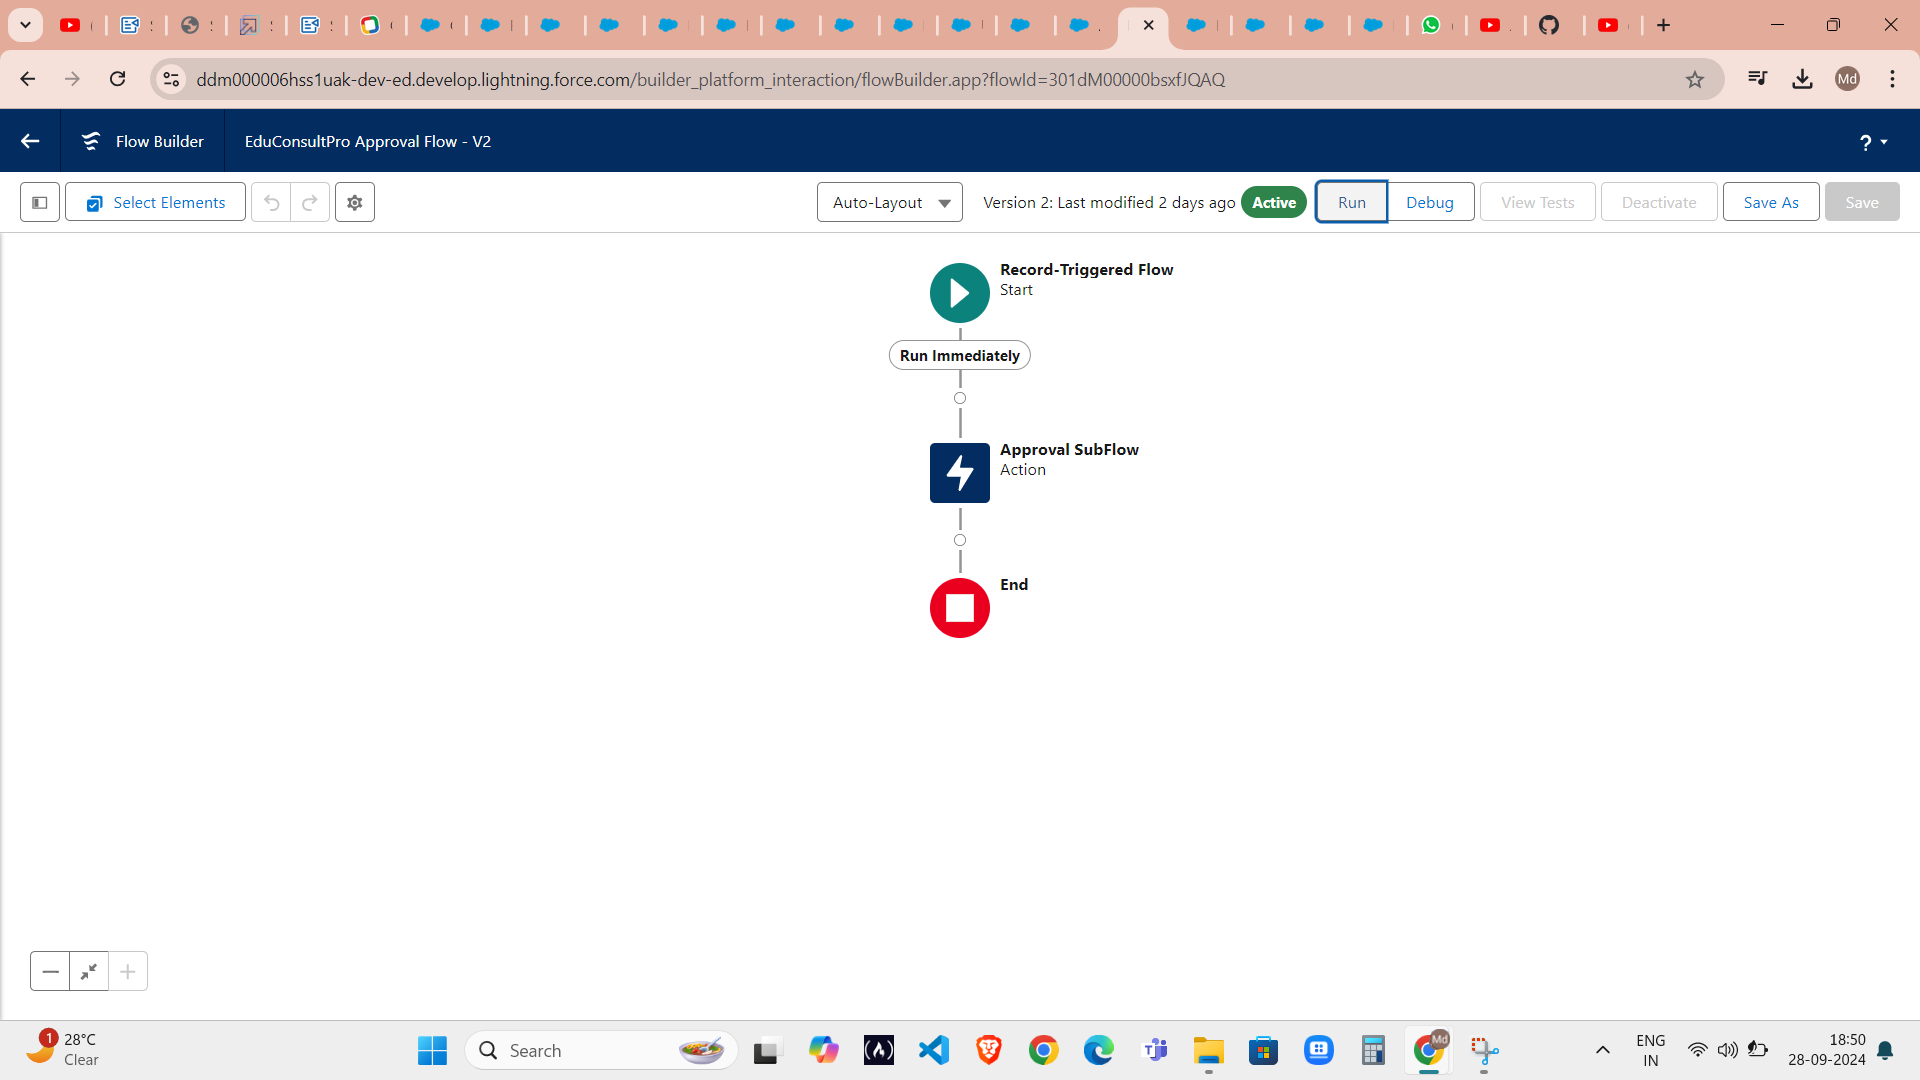 ddm000006hss1uak-dev-ed.develop.lightning.force.com/builder_platform_interaction/flowBuilder.app?flowId=301dM00000bsxfJQAQ
Md
Flow Builder
EduConsultPro Approval Flow - V2
?
Select Elements
Auto-Layout
Version 2: Last modified 2 days ago
Active
Run
Debug
View Tests
Deactivate
Save As
Save
Record-Triggered Flow
Start
Run Immediately
Approval SubFlow
Action
End
1
28°C
Clear
Search
Md
ENG
IN
18:50
28-09-2024